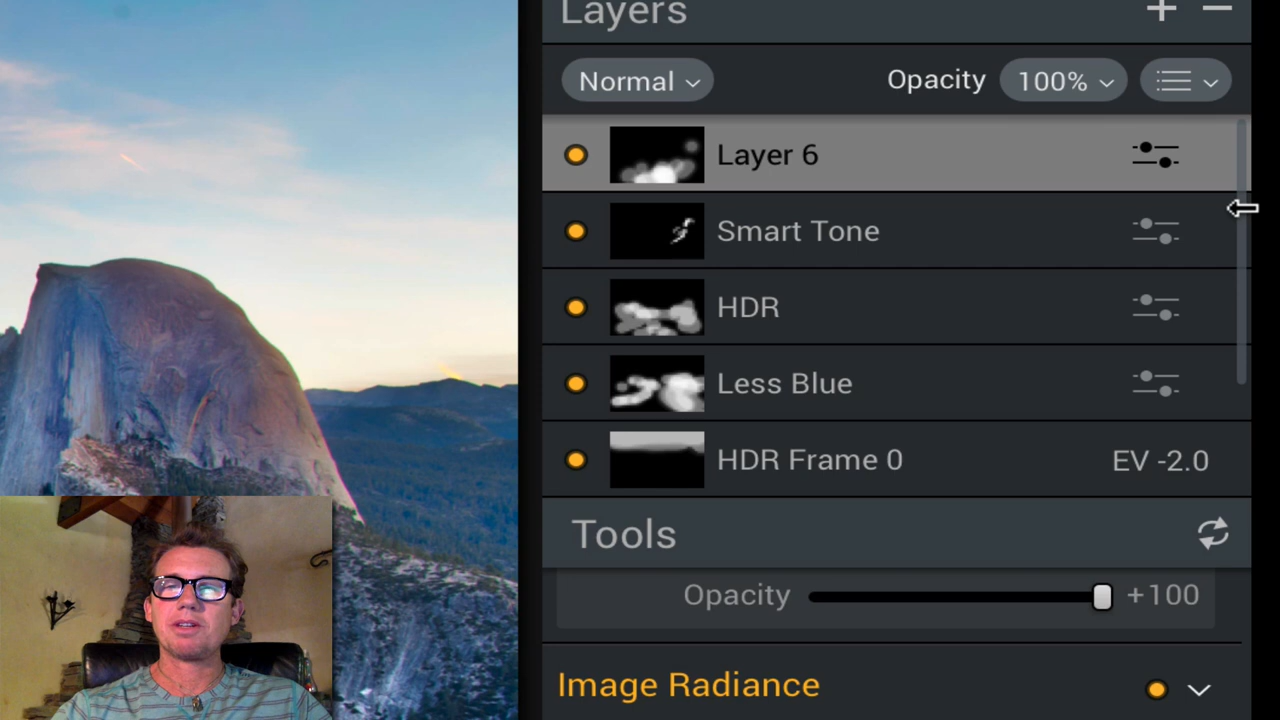 Layers
Normal Opacity 100%
Layer 6
Smart Tone
HDR
Less Blue
HDR Frame 0 EV -2.0
Tools
Opacity +100
Image Radiance